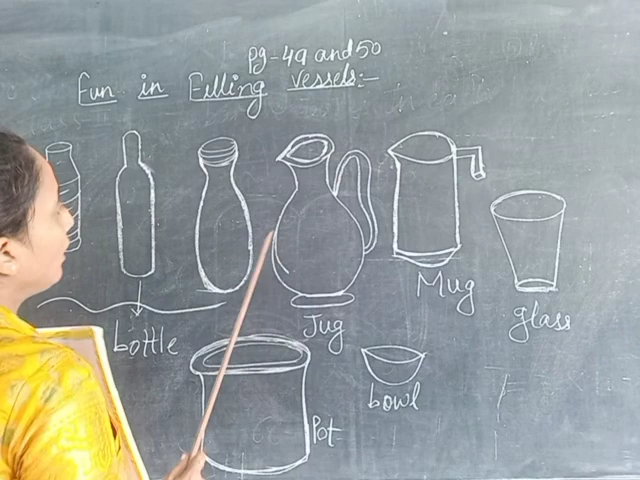 Pg-49 and 50
Fun in Filling vessels:-
Mug
glass
Jug
bottle
bowl
Pot